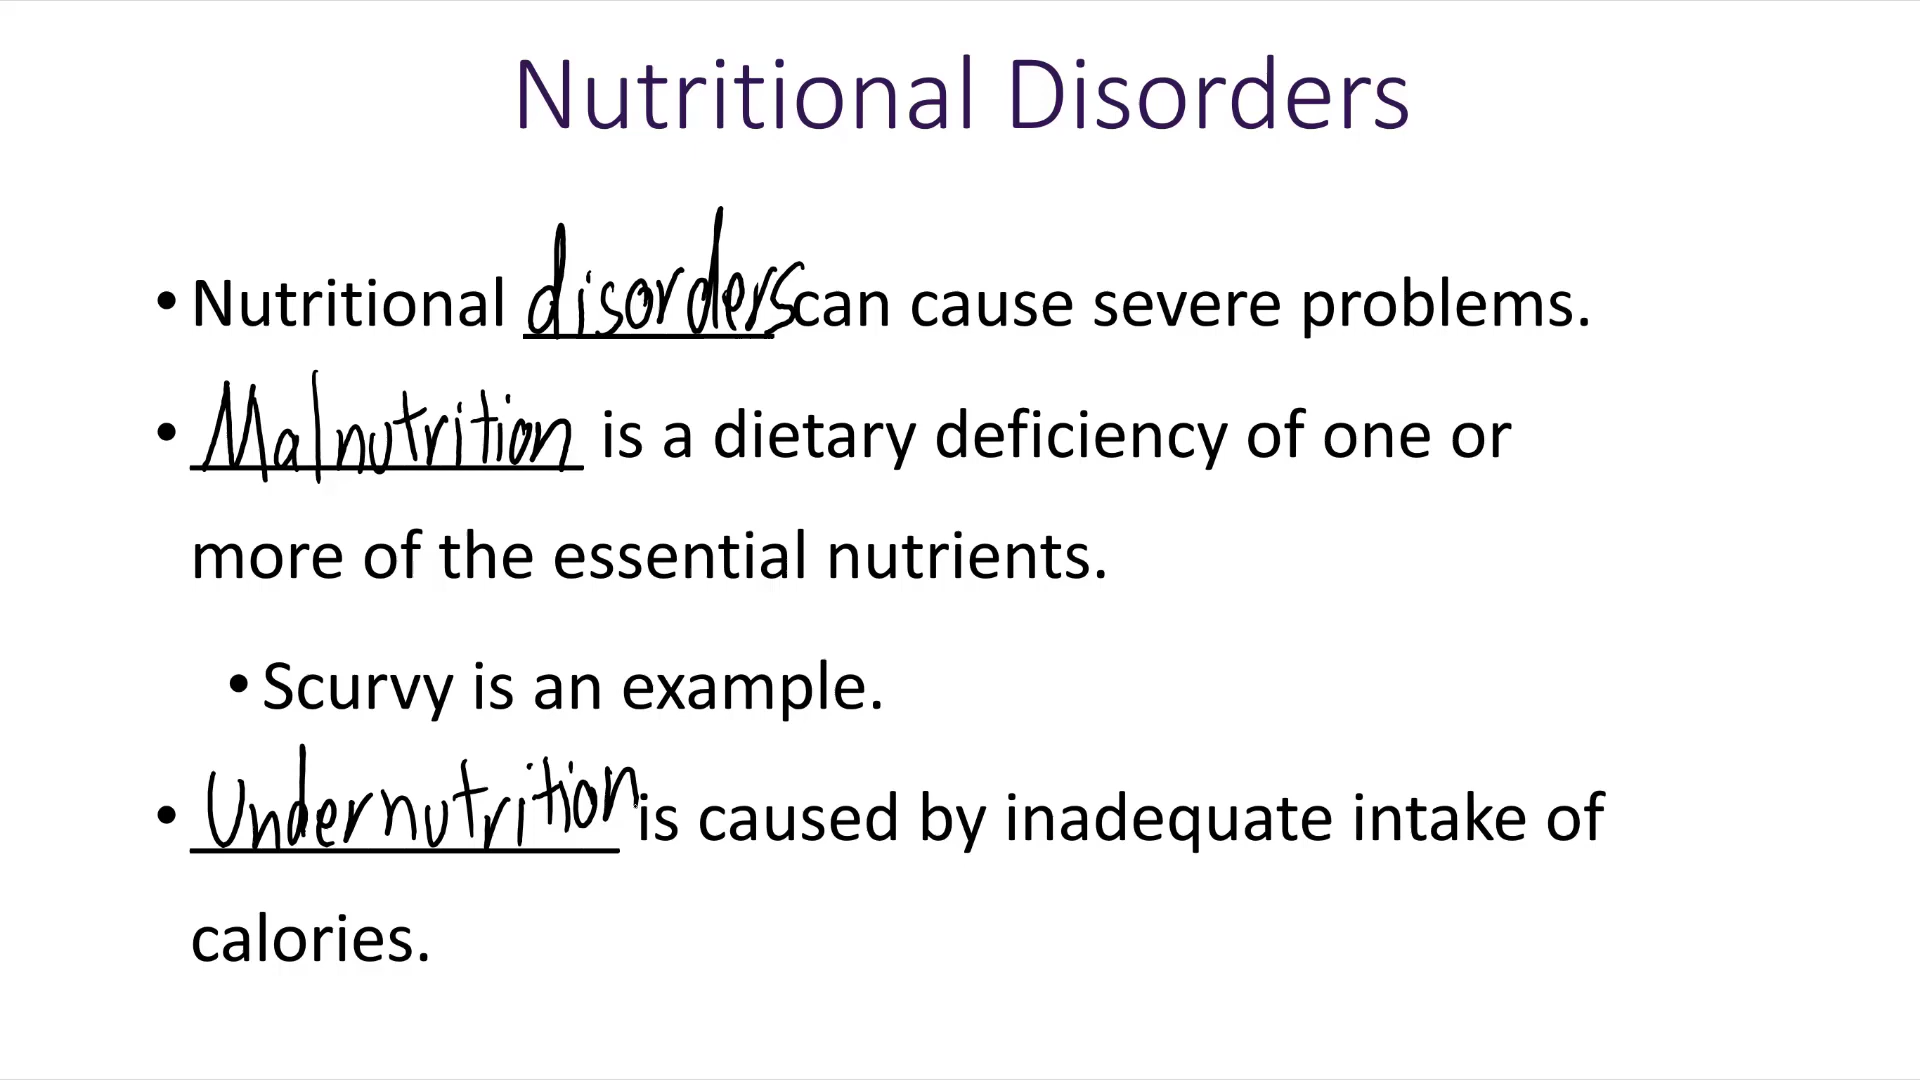 Nutritional Disorders
• Nutritional disorders can cause severe problems.
• Malnutrition is a dietary deficiency of one or
more of the essential nutrients.
• Scurvy is an example.
• Undernutrition is caused by inadequate intake of
calories.